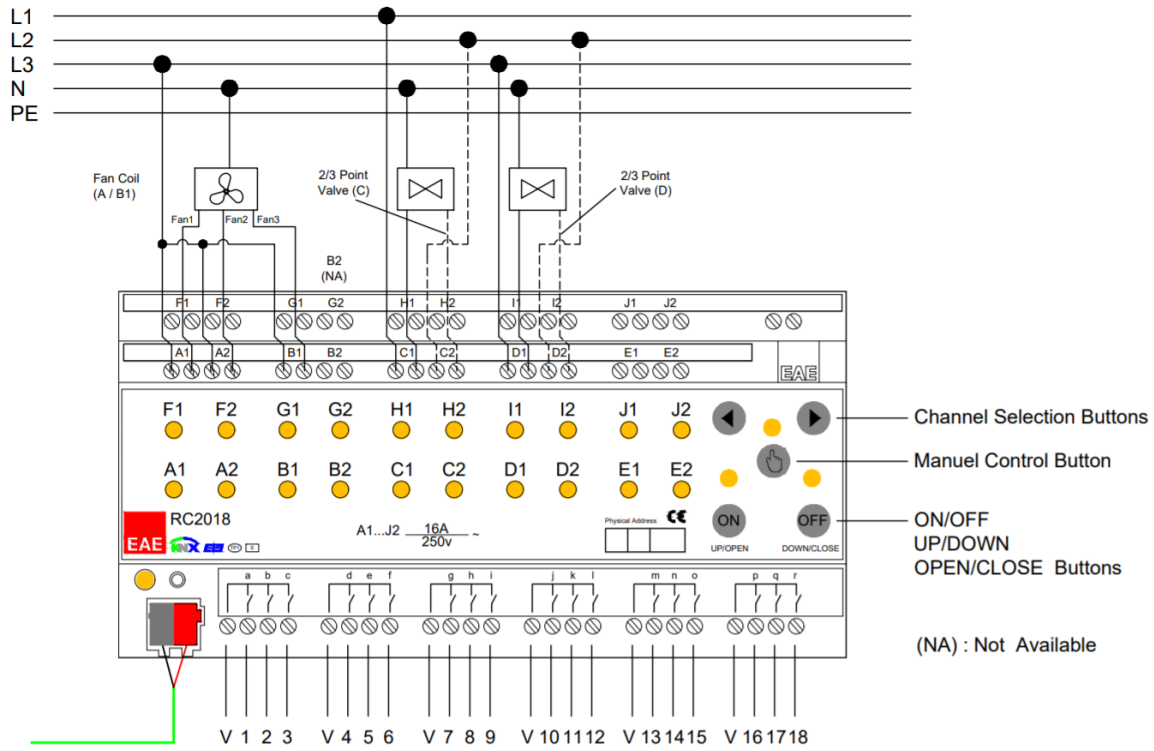 L1
L2
L3
N
PE
Fan Coil
(A / B1)
Fan1 Fan2 Fan3
2/3 Point
Valve (C)
2/3 Point
Valve (D)
B2
(NA)
F1 F2 G1 G2 H1 H2 I1 I2 J1 J2
A1 A2 B1 B2 C1 C2 D1 D2 E1 E2
EAE
F1 F2 G1 G2 H1 H2 I1 I2 J1 J2
A1 A2 B1 B2 C1 C2 D1 D2 E1 E2
Channel Selection Buttons
Manuel Control Button
EAE
RC2018
KNX
A1...J2 16A
250v ~
Physical Address CE
ON OFF
UP/OPEN DOWN/CLOSE
ON/OFF
UP/DOWN
OPEN/CLOSE Buttons
a b c d e f g h i j k l m n o p q r
(NA) : Not Available
V 1 2 3 V 4 5 6 V 7 8 9 V 10 11 12 V 13 14 15 V 16 17 18